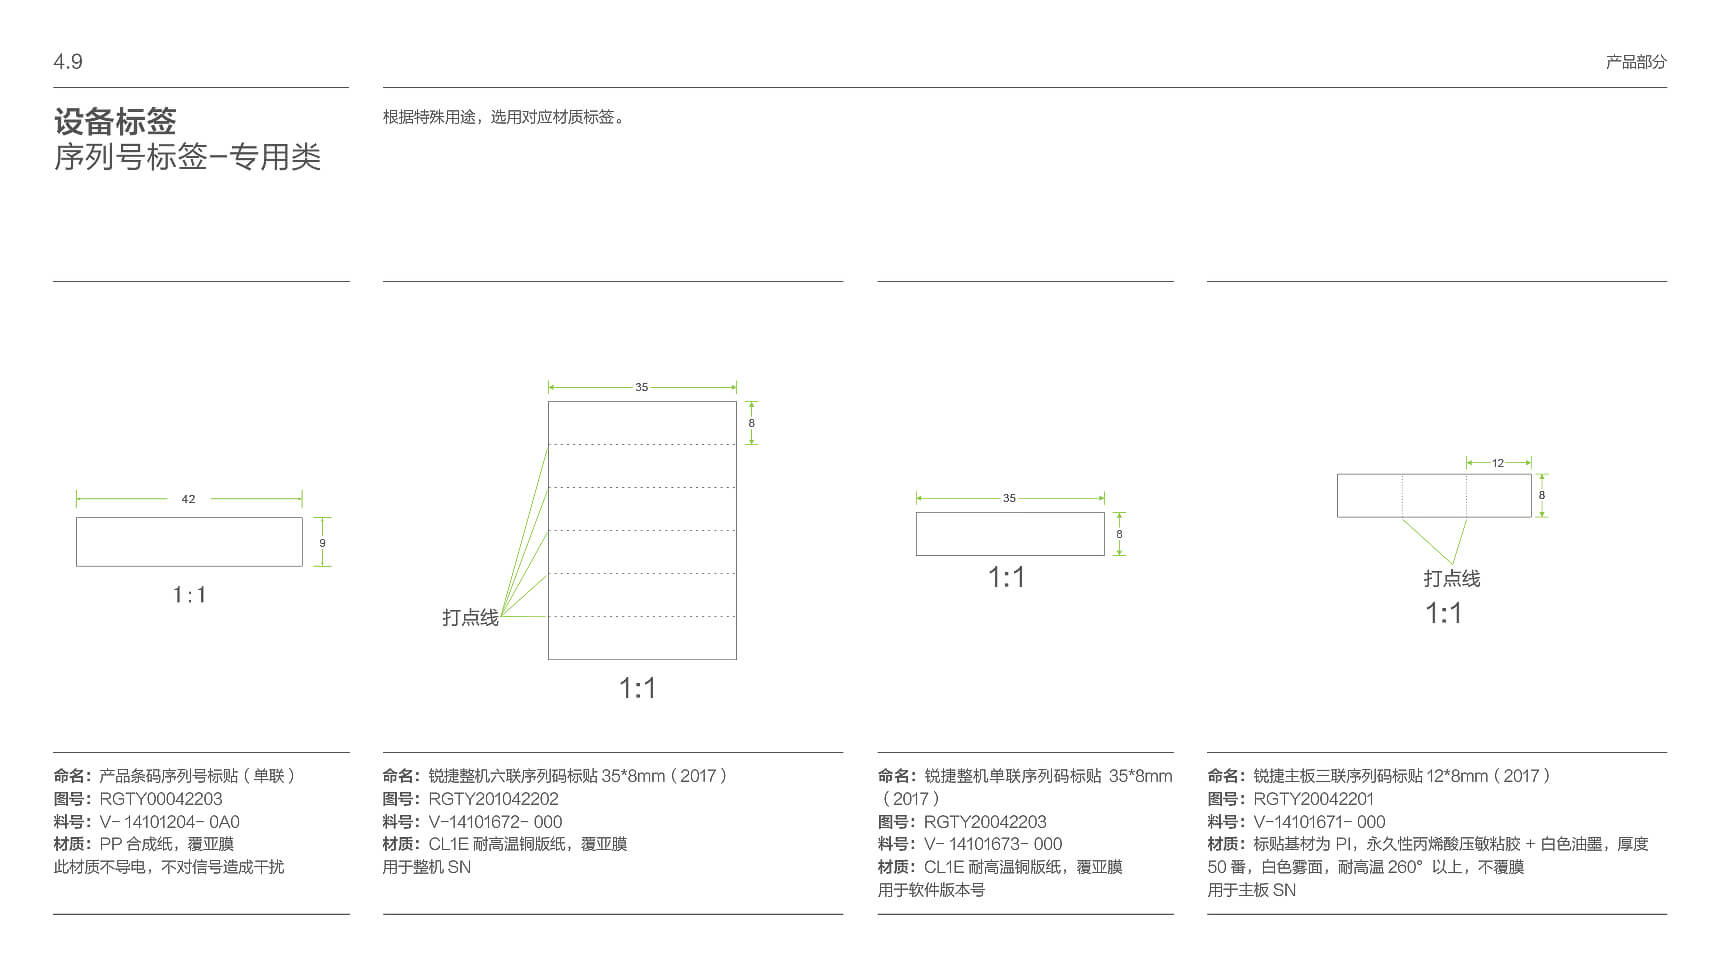 4.9
产品部分
设备标签
序列号标签-专用类
根据特殊用途，选用对应材质标签。
42
9
1:1
35
8
打点线
1:1
35
8
1:1
12
8
打点线
1:1
命名：产品条码序列号标贴（单联）
图号：RGTY00042203
料号：V- 14101204- 0A0
材质：PP 合成纸，覆亚膜
此材质不导电，不对信号造成干扰
命名：锐捷整机六联序列码标贴 35*8mm（2017）
图号：RGTY201042202
料号：V-14101672- 000
材质：CL1E 耐高温铜版纸，覆亚膜
用于整机 SN
命名：锐捷整机单联序列码标贴 35*8mm
（2017）
图号：RGTY20042203
料号：V- 14101673- 000
材质：CL1E 耐高温铜版纸，覆亚膜
用于软件版本号
命名：锐捷主板三联序列码标贴 12*8mm（2017）
图号：RGTY20042201
料号：V-14101671- 000
材质：标贴基材为 PI，永久性丙烯酸压敏粘胶 + 白色油墨，厚度
50 番，白色雾面，耐高温 260° 以上，不覆膜
用于主板 SN